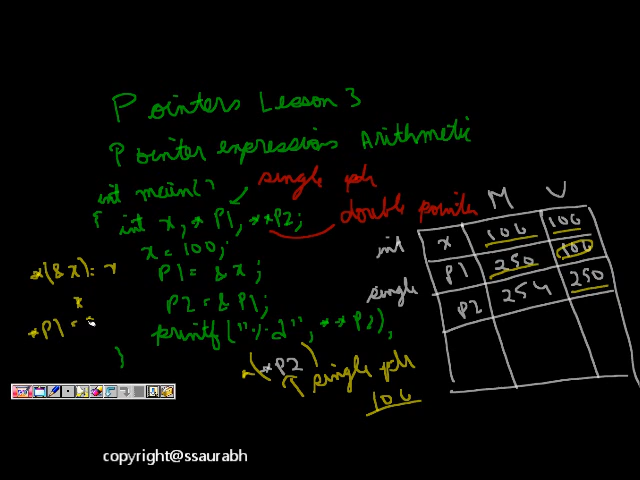 Pointers Lesson 3
Pointer expressions Arithmetic
int main()
single ptr
{ int x, *P1, **P2;
double pointer
x = 100;
P1 = &x;
P2 = &P1;
printf("%d", **P2);
}
*(&x) = x
x
*P1 =
*(*P2)
single ptr
100
M V
int x 100 100
single P1 250 100
P2 254 250
copyright@ssaurabh